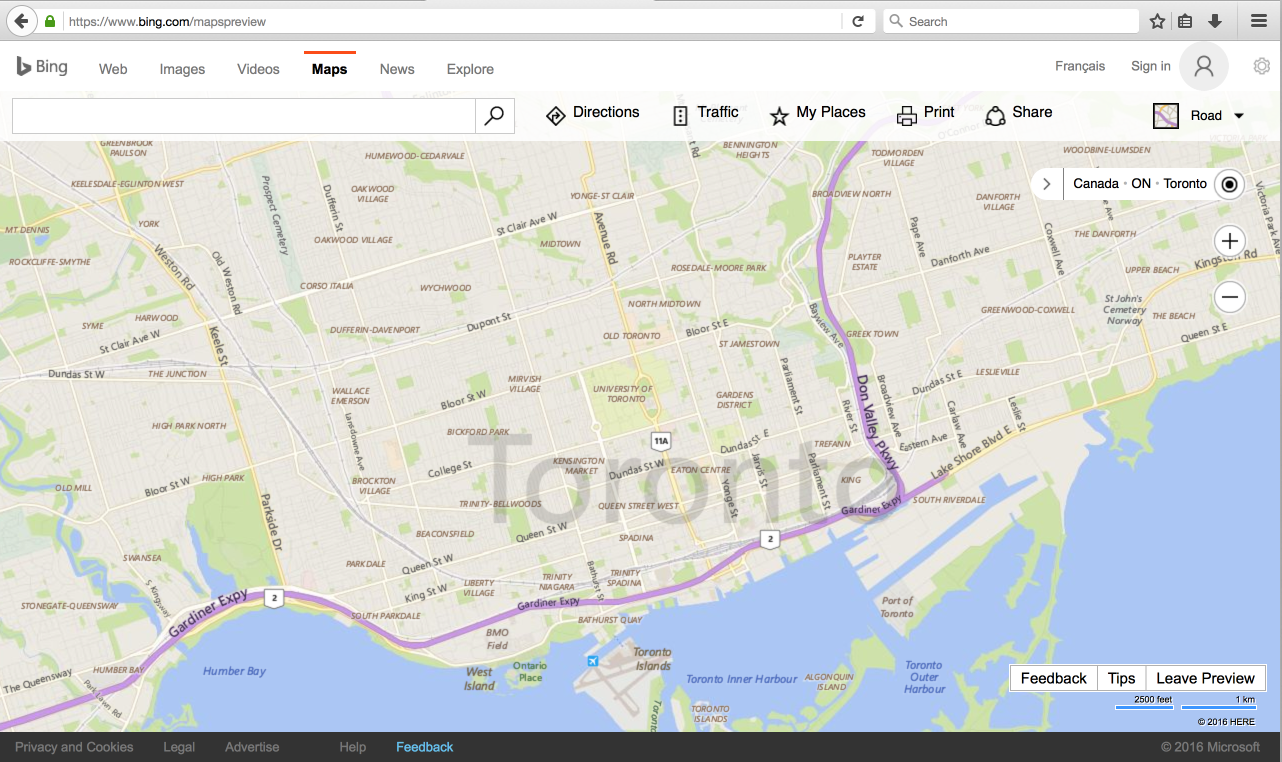 https://www.bing.com/mapspreview
Search
Bing
Web
Images
Videos
Maps
News
Explore
Français
Sign in
Directions
Traffic
My Places
Print
Share
Road
O'Connor
GREENBROOK
PAULSON
HUMEWOOD-CEDARVALE
BENNINGTON
HEIGHTS
TODMORDEN
VILLAGE
WOODBINE-LUMSDEN
Canada • ON • Toronto
KEELESDALE-EGLINTON WEST
Prospect Cemetery
Dufferin St
OAKWOOD
VILLAGE
YONGE-ST CLAIR
BROADVIEW NORTH
DANFORTH
VILLAGE
Victoria Park Ave
MT DENNIS
YORK
OAKWOOD VILLAGE
St Clair Ave W
Avenue Rd
MIDTOWN
Pape Ave
Coxwell Ave
THE DANFORTH
ROCKCLIFFE-SMYTHE
Weston Rd
Old Weston Rd
CORSO ITALIA
WYCHWOOD
ROSEDALE-MOORE PARK
PLAYTER
ESTATE
Danforth Ave
UPPER BEACH
Kingston Rd
SYME
HARWOOD
St Clair Ave W
Keele St
DUFFERIN-DAVENPORT
Dupont St
NORTH MIDTOWN
OLD TORONTO
Bloor St E
ST JAMESTOWN
Bayview Ave
GREEK TOWN
GREENWOOD-COXWELL
St John's
Cemetery
Norway
THE BEACH
Queen St E
Dundas St W
THE JUNCTION
WALLACE
EMERSON
MIRVISH
VILLAGE
UNIVERSITY OF
TORONTO
GARDENS
DISTRICT
Parliament St
River St
Don Valley Pkwy
Broadview Ave
Dundas St E
LESLIEVILLE
HIGH PARK NORTH
Lansdowne Ave
Bloor St W
BICKFORD PARK
11A
Toronto
Dundas St E
TREFANN
Eastern Ave
Carlaw Ave
Leslie St
Lake Shore Blvd E
OLD MILL
Bloor St W
HIGH PARK
BROCKTON
VILLAGE
College St
KENSINGTON
MARKET
Dundas St W
EATON CENTRE
Jarvis St
Yonge St
Parliament St
KING
Gardiner Expy
SOUTH RIVERDALE
Parkside Dr
TRINITY-BELLWOODS
QUEEN STREET WEST
BEACONSFIELD
Queen St W
SPADINA
2
SWANSEA
S Kingsway
PARKDALE
Queen St W
King St W
LIBERTY
VILLAGE
TRINITY
NIAGARA
Bathurst St
TRINITY
SPADINA
STONEGATE-QUEENSWAY
Gardiner Expy
2
SOUTH PARKDALE
Gardiner Expy
BATHURST QUAY
Port of
Toronto
BMO
Field
The Queensway
HUMBER BAY
Park Lawn Rd
Humber Bay
West
Island
Ontario
Place
Toronto
Islands
Toronto Inner Harbour
ALGONQUIN
ISLAND
Toronto
Outer
Harbour
TORONTO
ISLANDS
Feedback
Tips
Leave Preview
2500 feet
1 km
© 2016 HERE
Privacy and Cookies
Legal
Advertise
Help
Feedback
© 2016 Microsoft